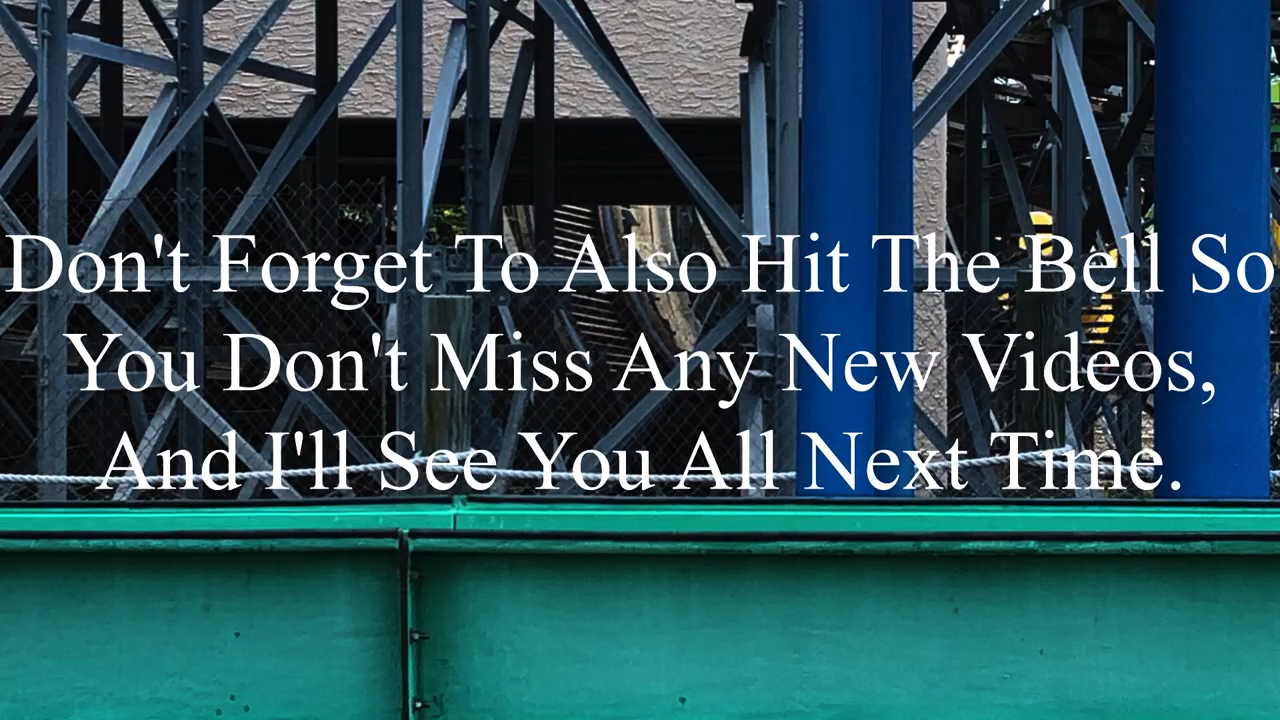 Don't Forget To Also Hit The Bell So
You Don't Miss Any New Videos,
And I'll See You All Next Time.